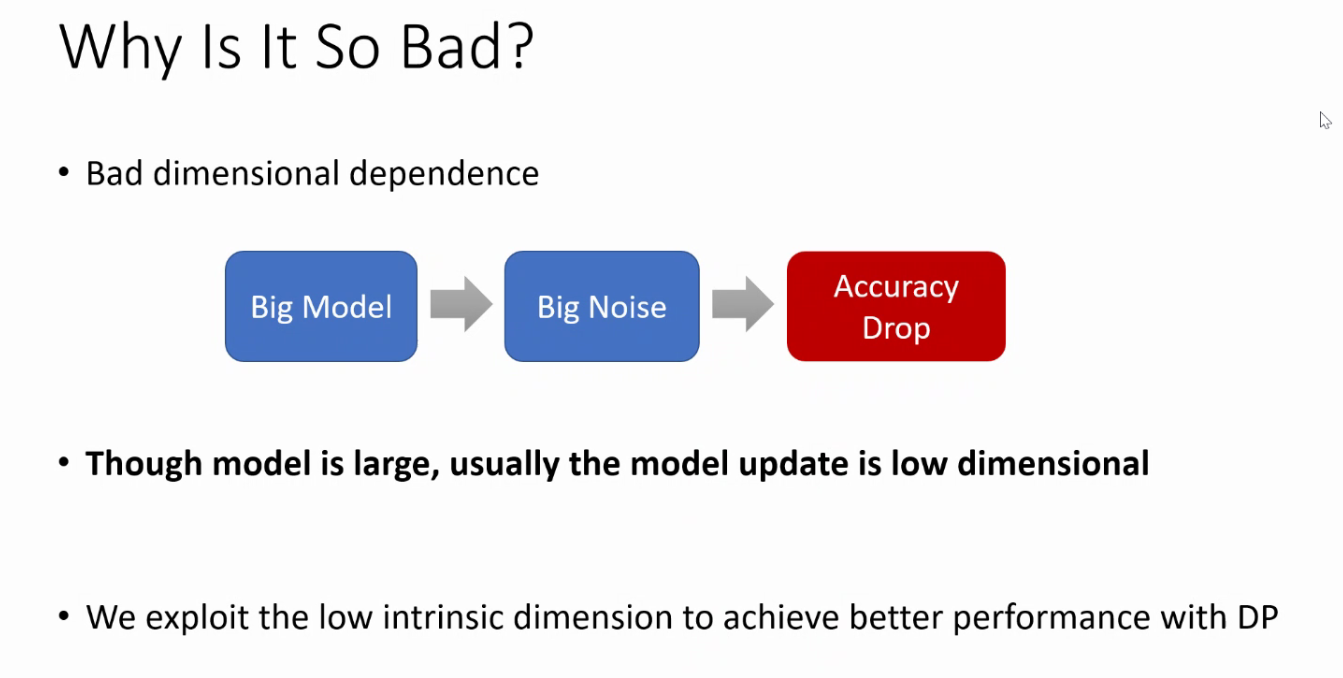 Why Is It So Bad?
• Bad dimensional dependence
Big Model
Big Noise
Accuracy
Drop
• Though model is large, usually the model update is low dimensional
• We exploit the low intrinsic dimension to achieve better performance with DP